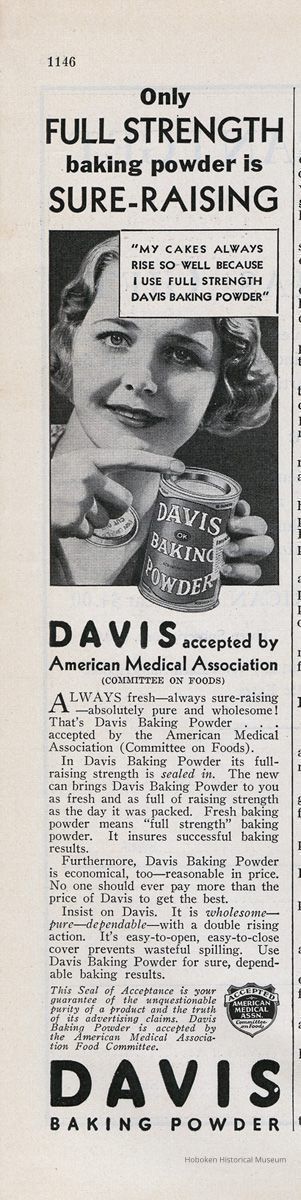 1146
Only
FULL STRENGTH
baking powder is
SURE-RAISING
"MY CAKES ALWAYS
RISE SO WELL BECAUSE
I USE FULL STRENGTH
DAVIS BAKING POWDER"
DAVIS
OK
BAKING
POWDER
DAVIS accepted by
American Medical Association
(COMMITTEE ON FOODS)
ALWAYS fresh—always sure-raising
—absolutely pure and wholesome!
That's Davis Baking Powder . . .
accepted by the American Medical
Association (Committee on Foods).
In Davis Baking Powder its full-
raising strength is sealed in. The new
can brings Davis Baking Powder to you
as fresh and as full of raising strength
as the day it was packed. Fresh baking
powder means "full strength" baking
powder. It insures successful baking
results.
Furthermore, Davis Baking Powder
is economical, too—reasonable in price.
No one should ever pay more than the
price of Davis to get the best.
Insist on Davis. It is wholesome—
pure—dependable—with a double rising
action. It's easy-to-open, easy-to-close
cover prevents wasteful spilling. Use
Davis Baking Powder for sure, depend-
able baking results.
This Seal of Acceptance is your
guarantee of the unquestionable
purity of a product and the truth
of its advertising claims. Davis
Baking Powder is accepted by
the American Medical Associa-
tion Food Committee.
ACCEPTED
AMERICAN
MEDICAL
ASSN.
Committee
on Foods
DAVIS
BAKING POWDER
Hoboken Historical Museum